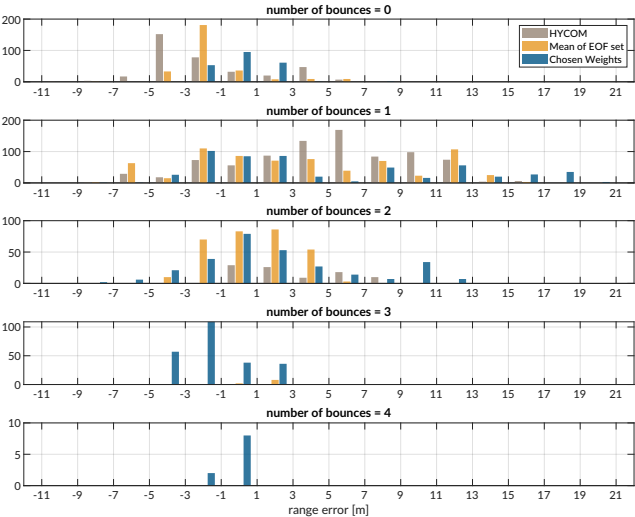 number of bounces = 0
200
100
0
HYCOM
Mean of EOF set
Chosen Weights
-11 -9 -7 -5 -3 -1 1 3 5 7 9 11 13 15 17 19 21
number of bounces = 1
200
100
0
-11 -9 -7 -5 -3 -1 1 3 5 7 9 11 13 15 17 19 21
number of bounces = 2
100
50
0
-11 -9 -7 -5 -3 -1 1 3 5 7 9 11 13 15 17 19 21
number of bounces = 3
100
50
0
-11 -9 -7 -5 -3 -1 1 3 5 7 9 11 13 15 17 19 21
number of bounces = 4
10
5
0
-11 -9 -7 -5 -3 -1 1 3 5 7 9 11 13 15 17 19 21
range error [m]